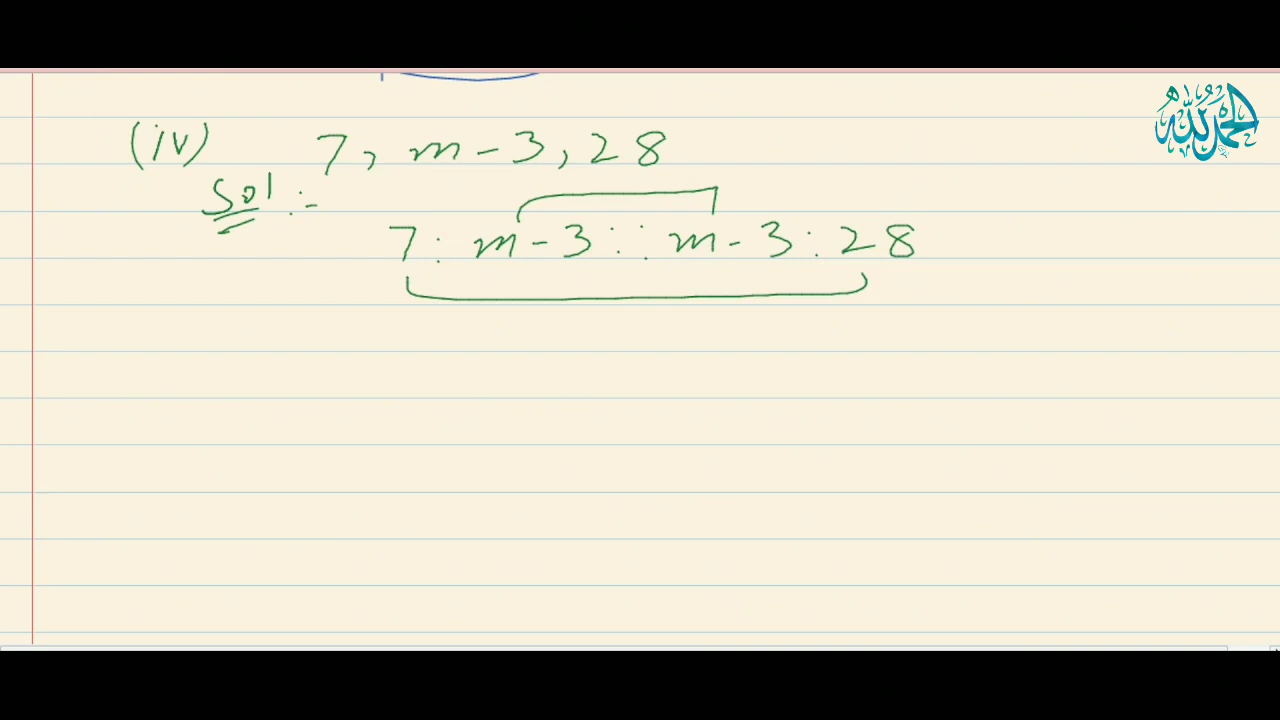 الحمد لله
(iv) 7, m - 3, 28
Sol :-
7 : m - 3 :: m - 3 : 28